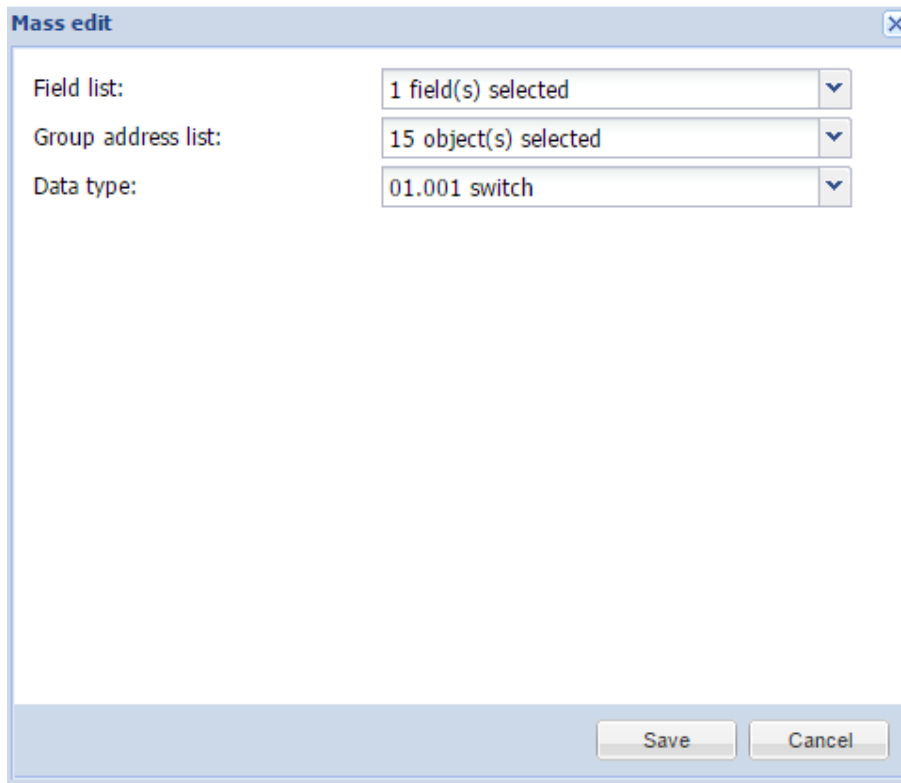 Mass edit
Field list: 1 field(s) selected
Group address list: 15 object(s) selected
Data type: 01.001 switch
Save Cancel